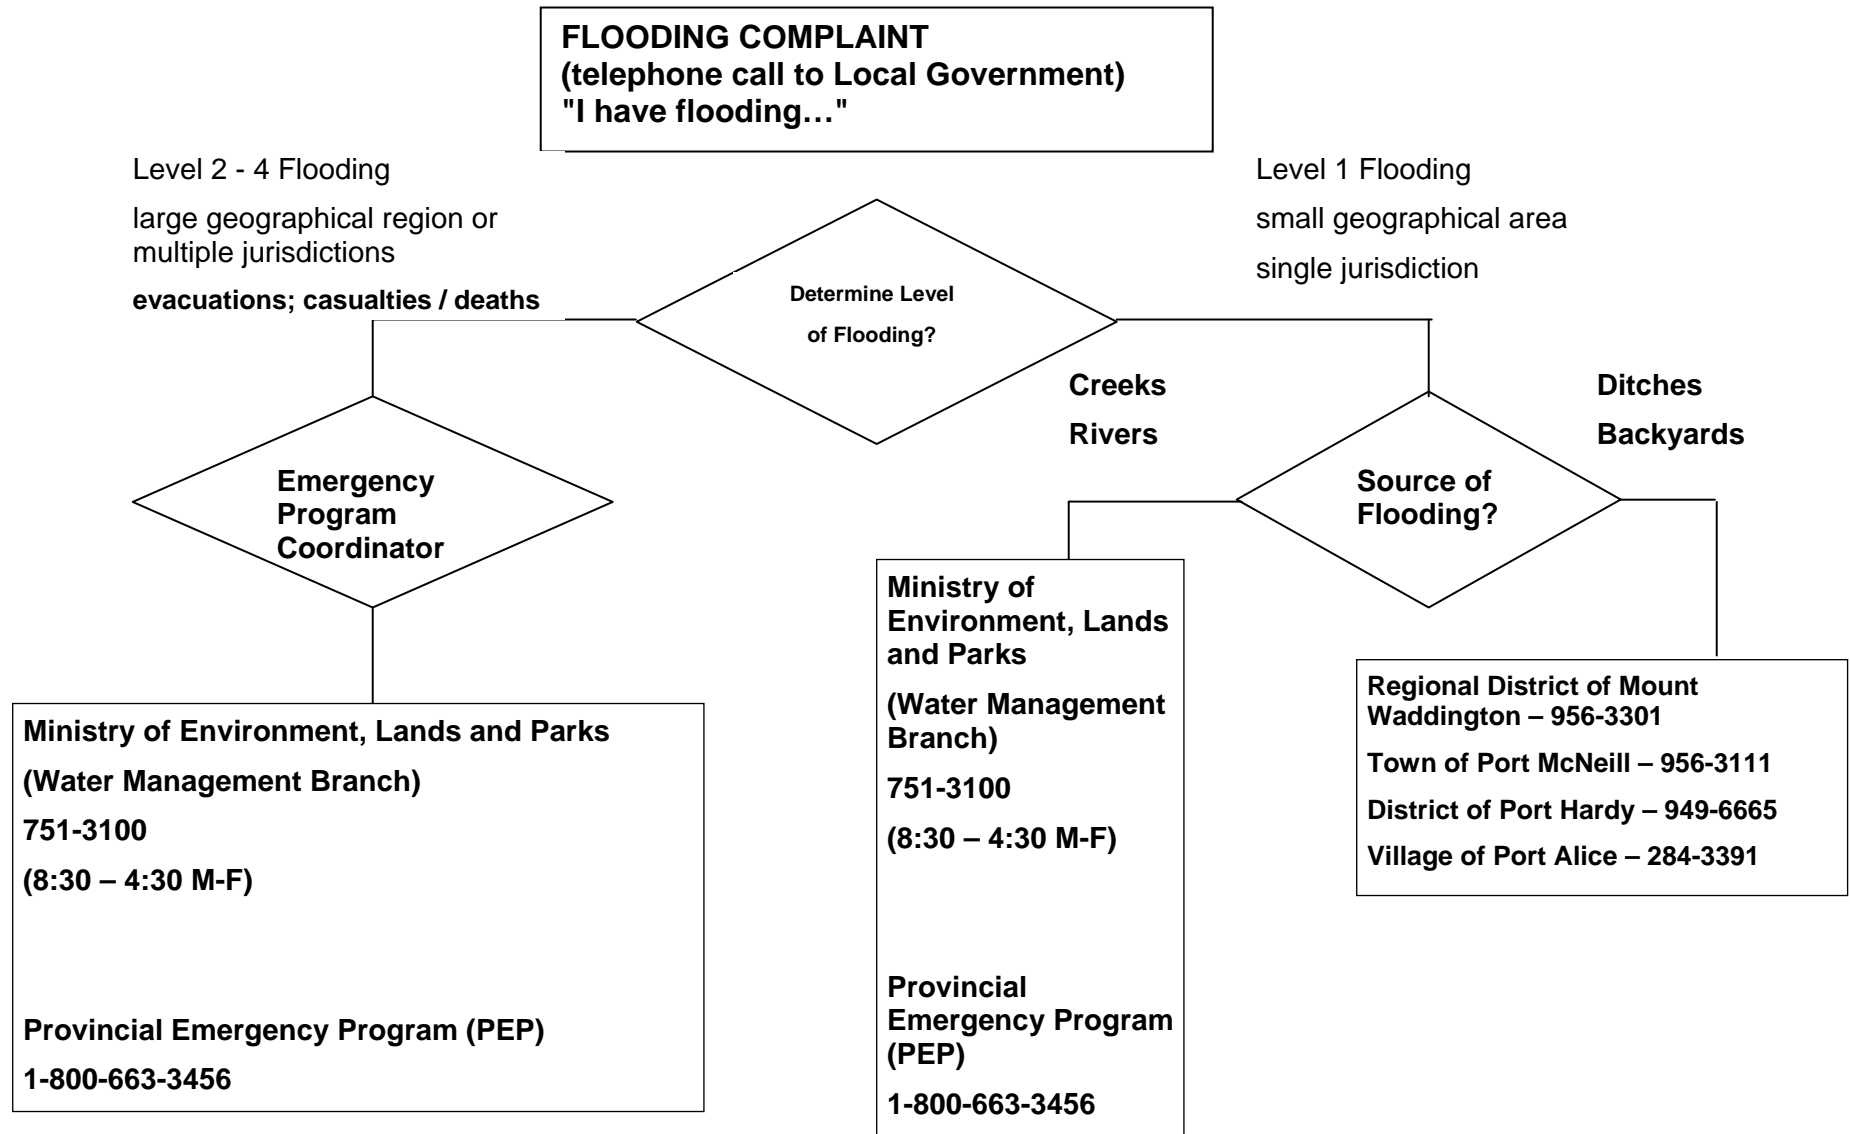 FLOODING COMPLAINT
(telephone call to Local Government)
"I have flooding…"
Level 2 - 4 Flooding
large geographical region or
multiple jurisdictions
evacuations; casualties / deaths
Level 1 Flooding
small geographical area
single jurisdiction
Determine Level
of Flooding?
Creeks
Rivers
Ditches
Backyards
Emergency
Program
Coordinator
Source of
Flooding?
Ministry of Environment, Lands and Parks
(Water Management Branch)
751-3100
(8:30 – 4:30 M-F)
Provincial Emergency Program (PEP)
1-800-663-3456
Ministry of
Environment, Lands
and Parks
(Water Management
Branch)
751-3100
(8:30 – 4:30 M-F)
Provincial
Emergency Program
(PEP)
1-800-663-3456
Regional District of Mount
Waddington – 956-3301
Town of Port McNeill – 956-3111
District of Port Hardy – 949-6665
Village of Port Alice – 284-3391